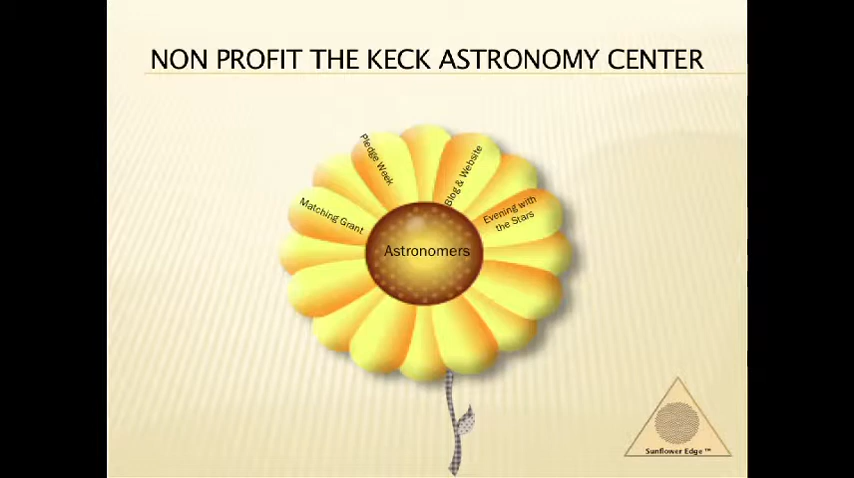 NON PROFIT THE KECK ASTRONOMY CENTER
Pledge Week
Blog & Website
Matching Grant
Evening with
the Stars
Astronomers
Sunflower Edge™